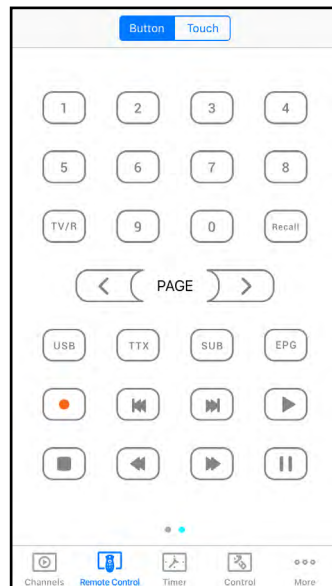 Button Touch
1 2 3 4
5 6 7 8
TV/R 9 0 Recall
PAGE
USB TTX SUB EPG
Channels Remote Control Timer Control More